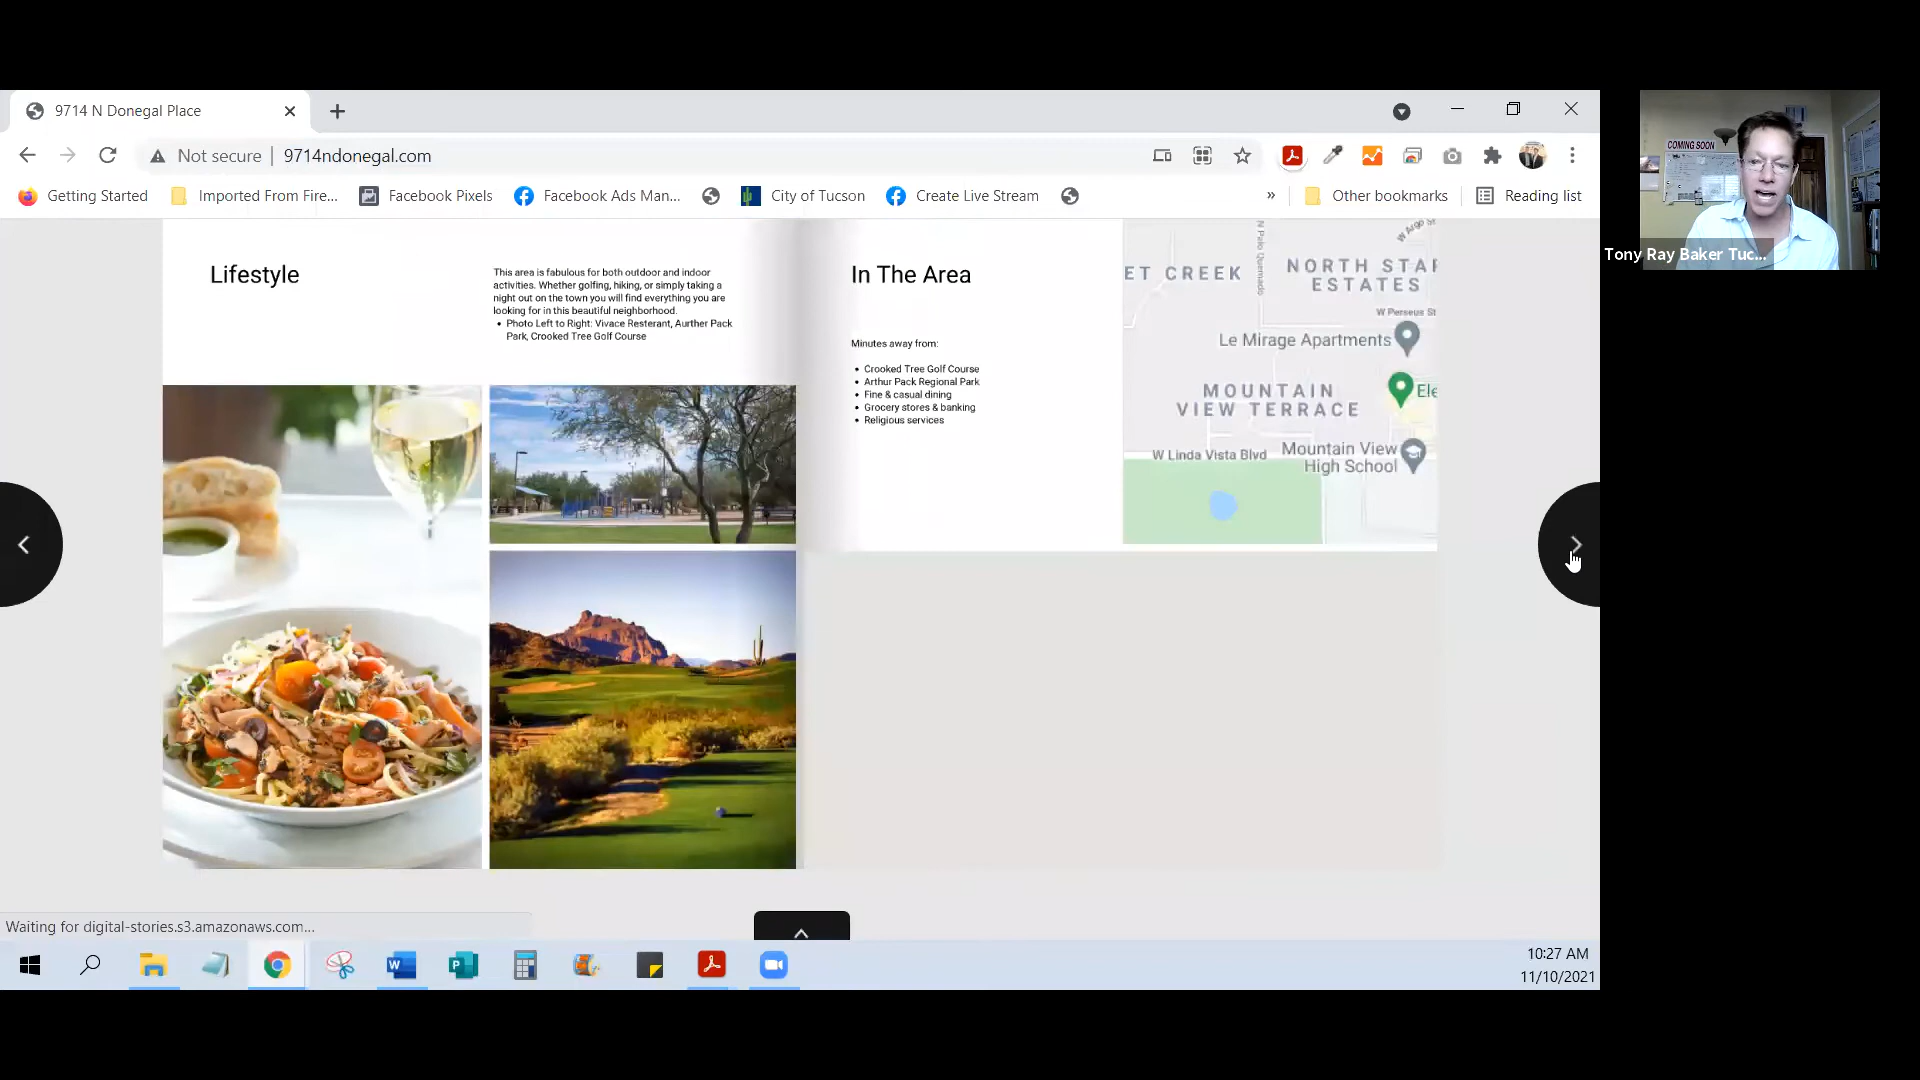 9714 N Donegal Place
Not secure
9714ndonegal.com
Getting Started
Imported From Fire...
Facebook Pixels
Facebook Ads Man...
City of Tucson
Create Live Stream
»
Other bookmarks
Reading list
Lifestyle
This area is fabulous for both outdoor and indoor
activities. Whether golfing, hiking, or simply taking a
night out on the town you will find everything you are
looking for in this beautiful neighborhood.
• Photo Left to Right: Vivace Resterant, Aurther Pack
Park, Crooked Tree Golf Course
In The Area
Minutes away from:
• Crooked Tree Golf Course
• Arthur Pack Regional Park
• Fine & casual dining
• Grocery stores & banking
• Religious services
W Argo St
N Palo Quemado
ET CREEK
NORTH STAR
ESTATES
W Perseus St
Le Mirage Apartments
MOUNTAIN
VIEW TERRACE
Ele
W Linda Vista Blvd
Mountain View
High School
COMING SOON
Tony Ray Baker Tuc...
Waiting for digital-stories.s3.amazonaws.com...
10:27 AM
11/10/2021